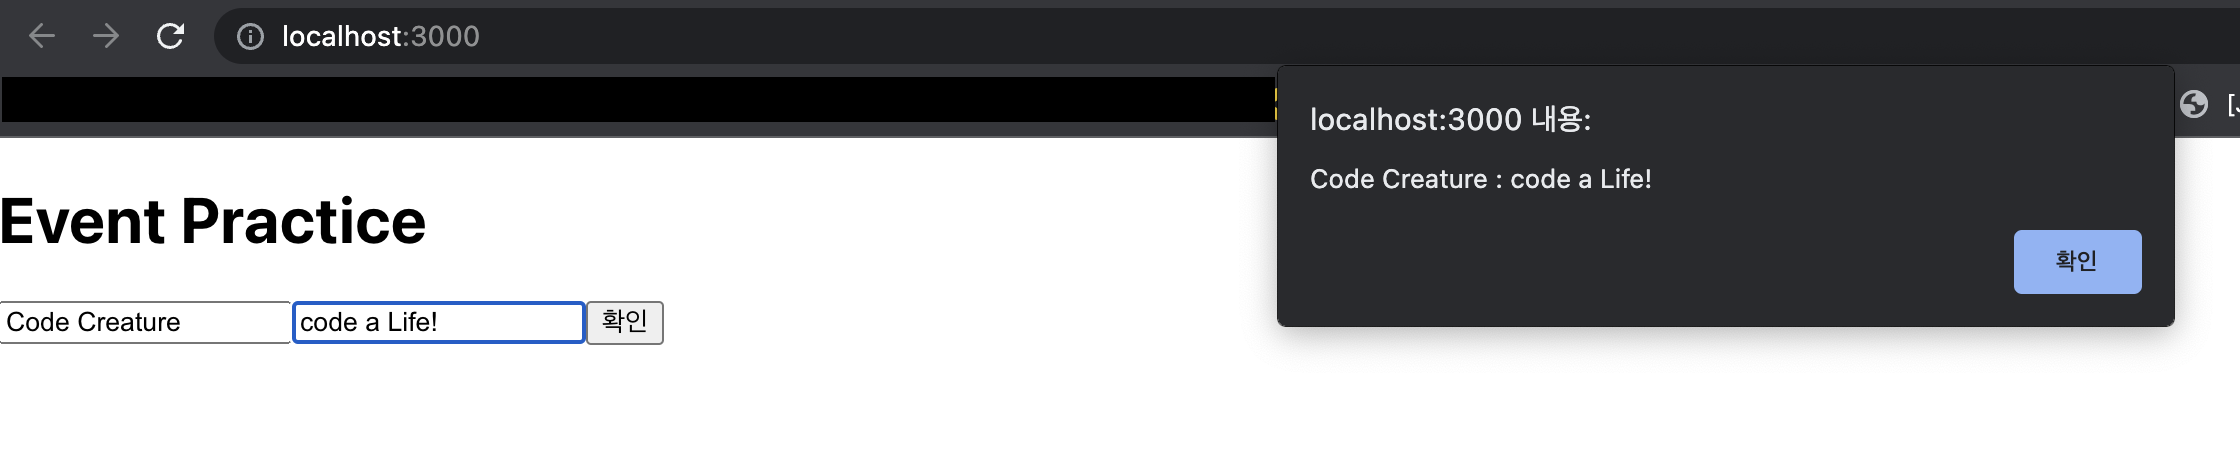 localhost:3000
localhost:3000 내용:
Code Creature : code a Life!
확인
Event Practice
Code Creature
code a Life!
확인